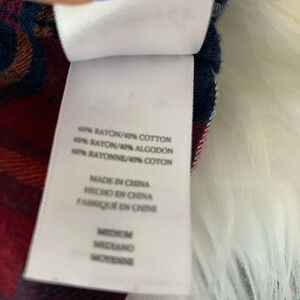 60% RAYON/40% COTTON
60% RAYON/40% ALGODON
60% RAYONNE/40% COTON
MADE IN CHINA
HECHO EN CHINA
FABRIQUÉ EN CHINE
MEDIUM
MEDIANO
MOYENNE